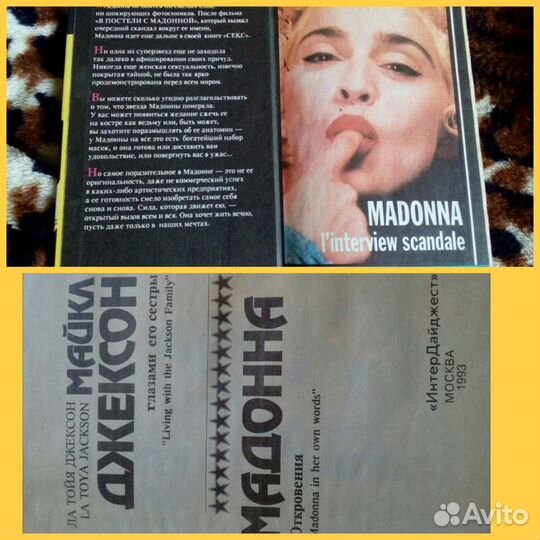 ни шокирующих фотоснимков. После фильма
«В ПОСТЕЛИ С МАДОННОЙ», который вызвал
очередной скандал вокруг ее имени,
Мадонна идет еще дальше в своей книге «СЕКС».
Ни одна из суперзвезд еще не заходила
так далеко в афишировании своих причуд.
Никогда еще женская сексуальность, извечно
покрытая тайной, не была так ярко
продемонстрирована перед всем миром.
Вы можете сколько угодно разглагольствовать
о том, что звезда Мадонны померкла.
У вас может появиться желание сжечь ее
на костре как ведьму или, быть может,
вы захотите поразмышлять об ее анатомии —
у Мадонны на все это есть богатейший набор
масок, и она готова или доставить вам
удовольствие, или повергнуть вас в ужас...
Но самое поразительное в Мадонне — это не ее
оригинальность, даже не коммерческий успех
в каких-либо артистических предприятиях,
а ее готовность смело изобретать самое себя
снова и снова. Сила, которая движет ею, —
открытый вызов всем и вся. Она хочет жить вечно,
пусть даже только в наших мечтах.
MADONNA
l'interview scandale
ЛА ТОЙЯ ДЖЕКСОН
LA TOYA JACKSON
МАЙКЛ
ДЖЕКСОН
глазами его сестры
"Living with the Jackson Family"
МАДОННА
Откровения
Madonna in her own words"
«ИнтерДайджест»
МОСКВА
1993
Avito